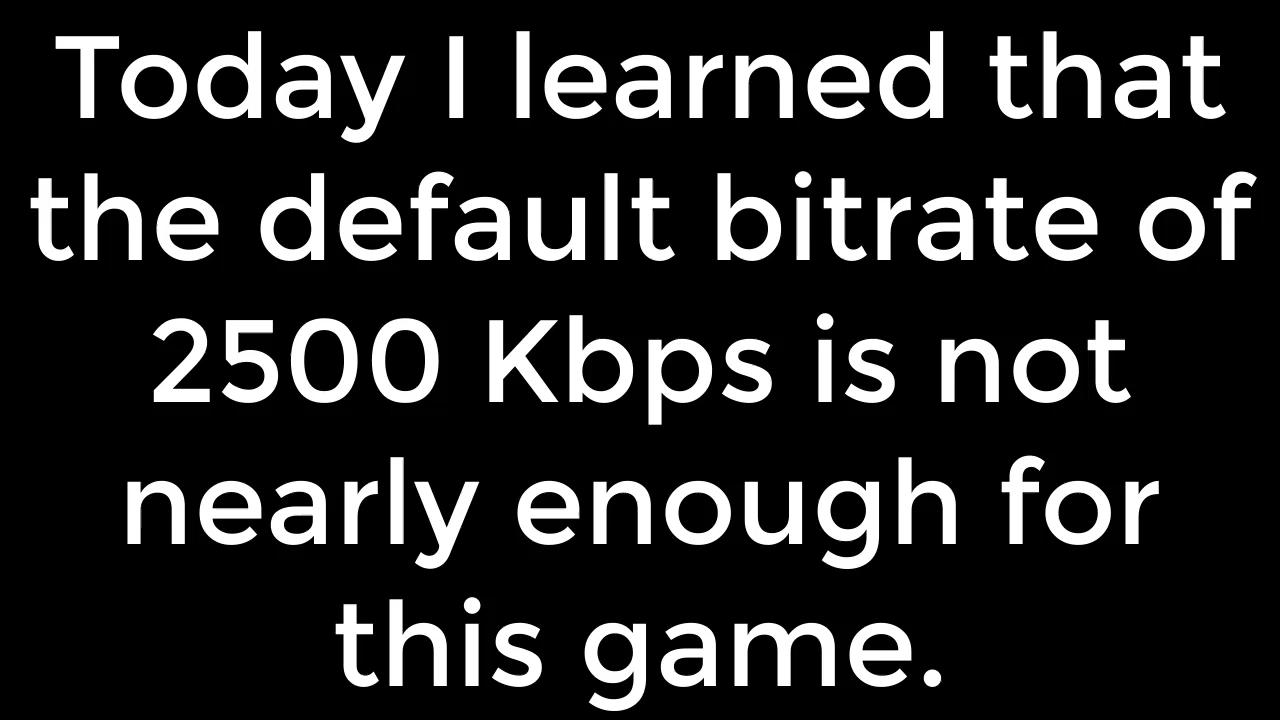 Today I learned that
the default bitrate of
2500 Kbps is not
nearly enough for
this game.